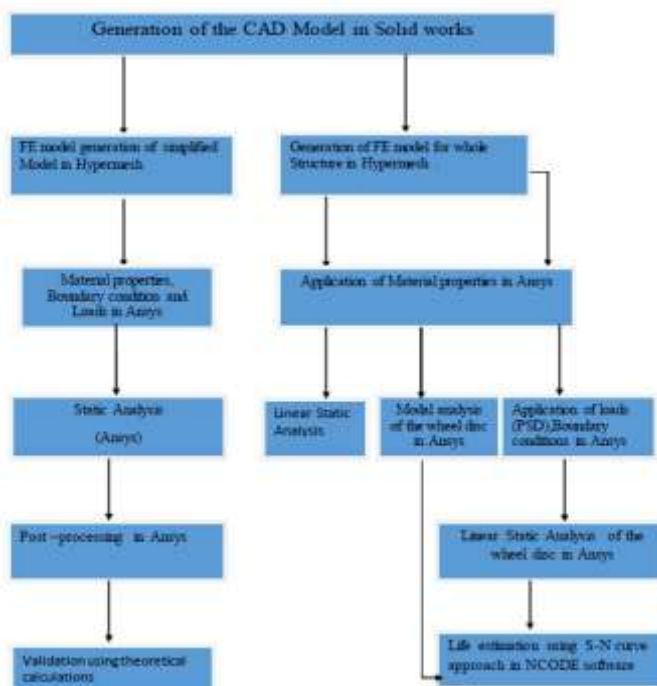 Generation of the CAD Model in Solid works
FE model generation of simplified
Model in Hypermesh
Generation of FE model for whole
Structure in Hypermesh
Material properties,
Boundary condition and
Loads in Ansys
Application of Material properties in Ansys
Static Analysis
(Ansys)
Linear Static
Analysis
Modal analysis
of the wheel disc
in Ansys
Application of loads
(PSD),Boundary
conditions in Ansys
Post –processing in Ansys
Linear Static Analysis of the
wheel disc in Ansys
Validation using theoretical
calculations
Life estimation using S-N curve
approach in NCODE software